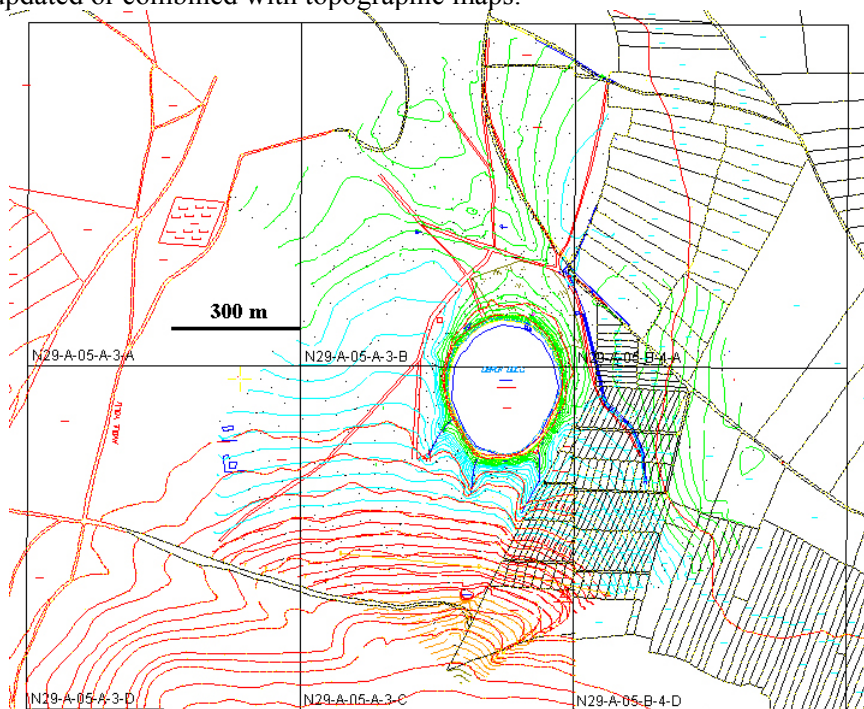 updated or combined with topographic maps.
300 m
N29-A-05-A-3-A
N29-A-05-A-3-B
N29-A-05-B-4-A
N29-A-05-A-3-D
N29-A-05-A-3-C
N29-A-05-B-4-D